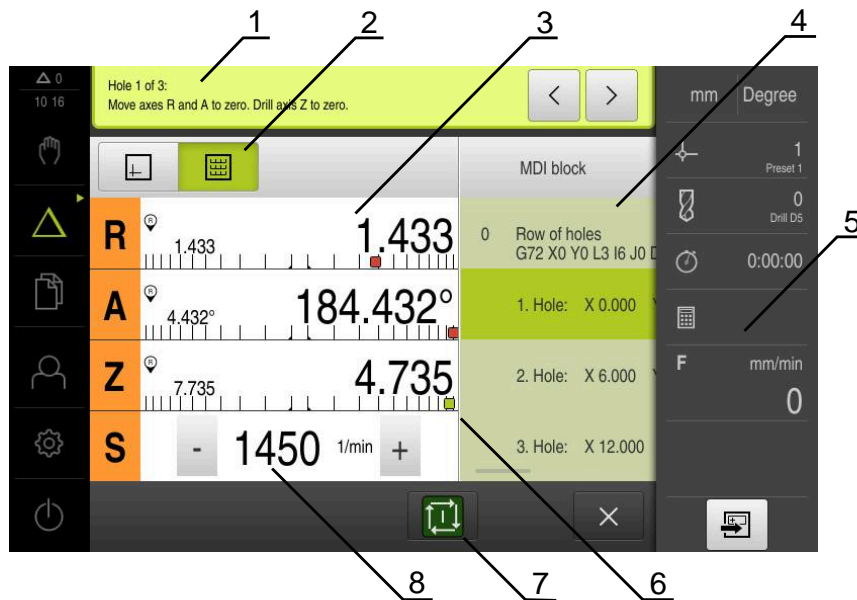 1
2
3
4
0
10 16
Hole 1 of 3:
Move axes R and A to zero. Drill axis Z to zero.
<
>
mm
Degree
1
Preset 1
MDI block
0
Drill D5
5
R
R
1.433
1.433
0
Row of holes
G72 X0 Y0 L3 I6 J0 D
0:00:00
A
R
4.432°
184.432°
1. Hole: X 0.000
Z
R
7.735
4.735
2. Hole: X 6.000
F
mm/min
0
S
-
1450
1/min
+
3. Hole: X 12.000
8
7
6